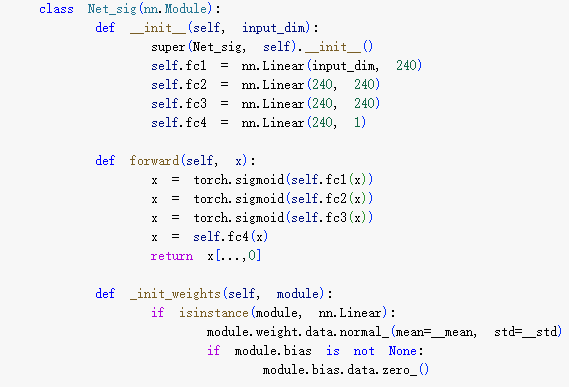 class Net_sig(nn.Module):
def __init__(self, input_dim):
super(Net_sig, self).__init__()
self.fc1 = nn.Linear(input_dim, 240)
self.fc2 = nn.Linear(240, 240)
self.fc3 = nn.Linear(240, 240)
self.fc4 = nn.Linear(240, 1)
def forward(self, x):
x = torch.sigmoid(self.fc1(x))
x = torch.sigmoid(self.fc2(x))
x = torch.sigmoid(self.fc3(x))
x = self.fc4(x)
return x[...,0]
def _init_weights(self, module):
if isinstance(module, nn.Linear):
module.weight.data.normal_(mean=__mean, std=__std)
if module.bias is not None:
module.bias.data.zero_()